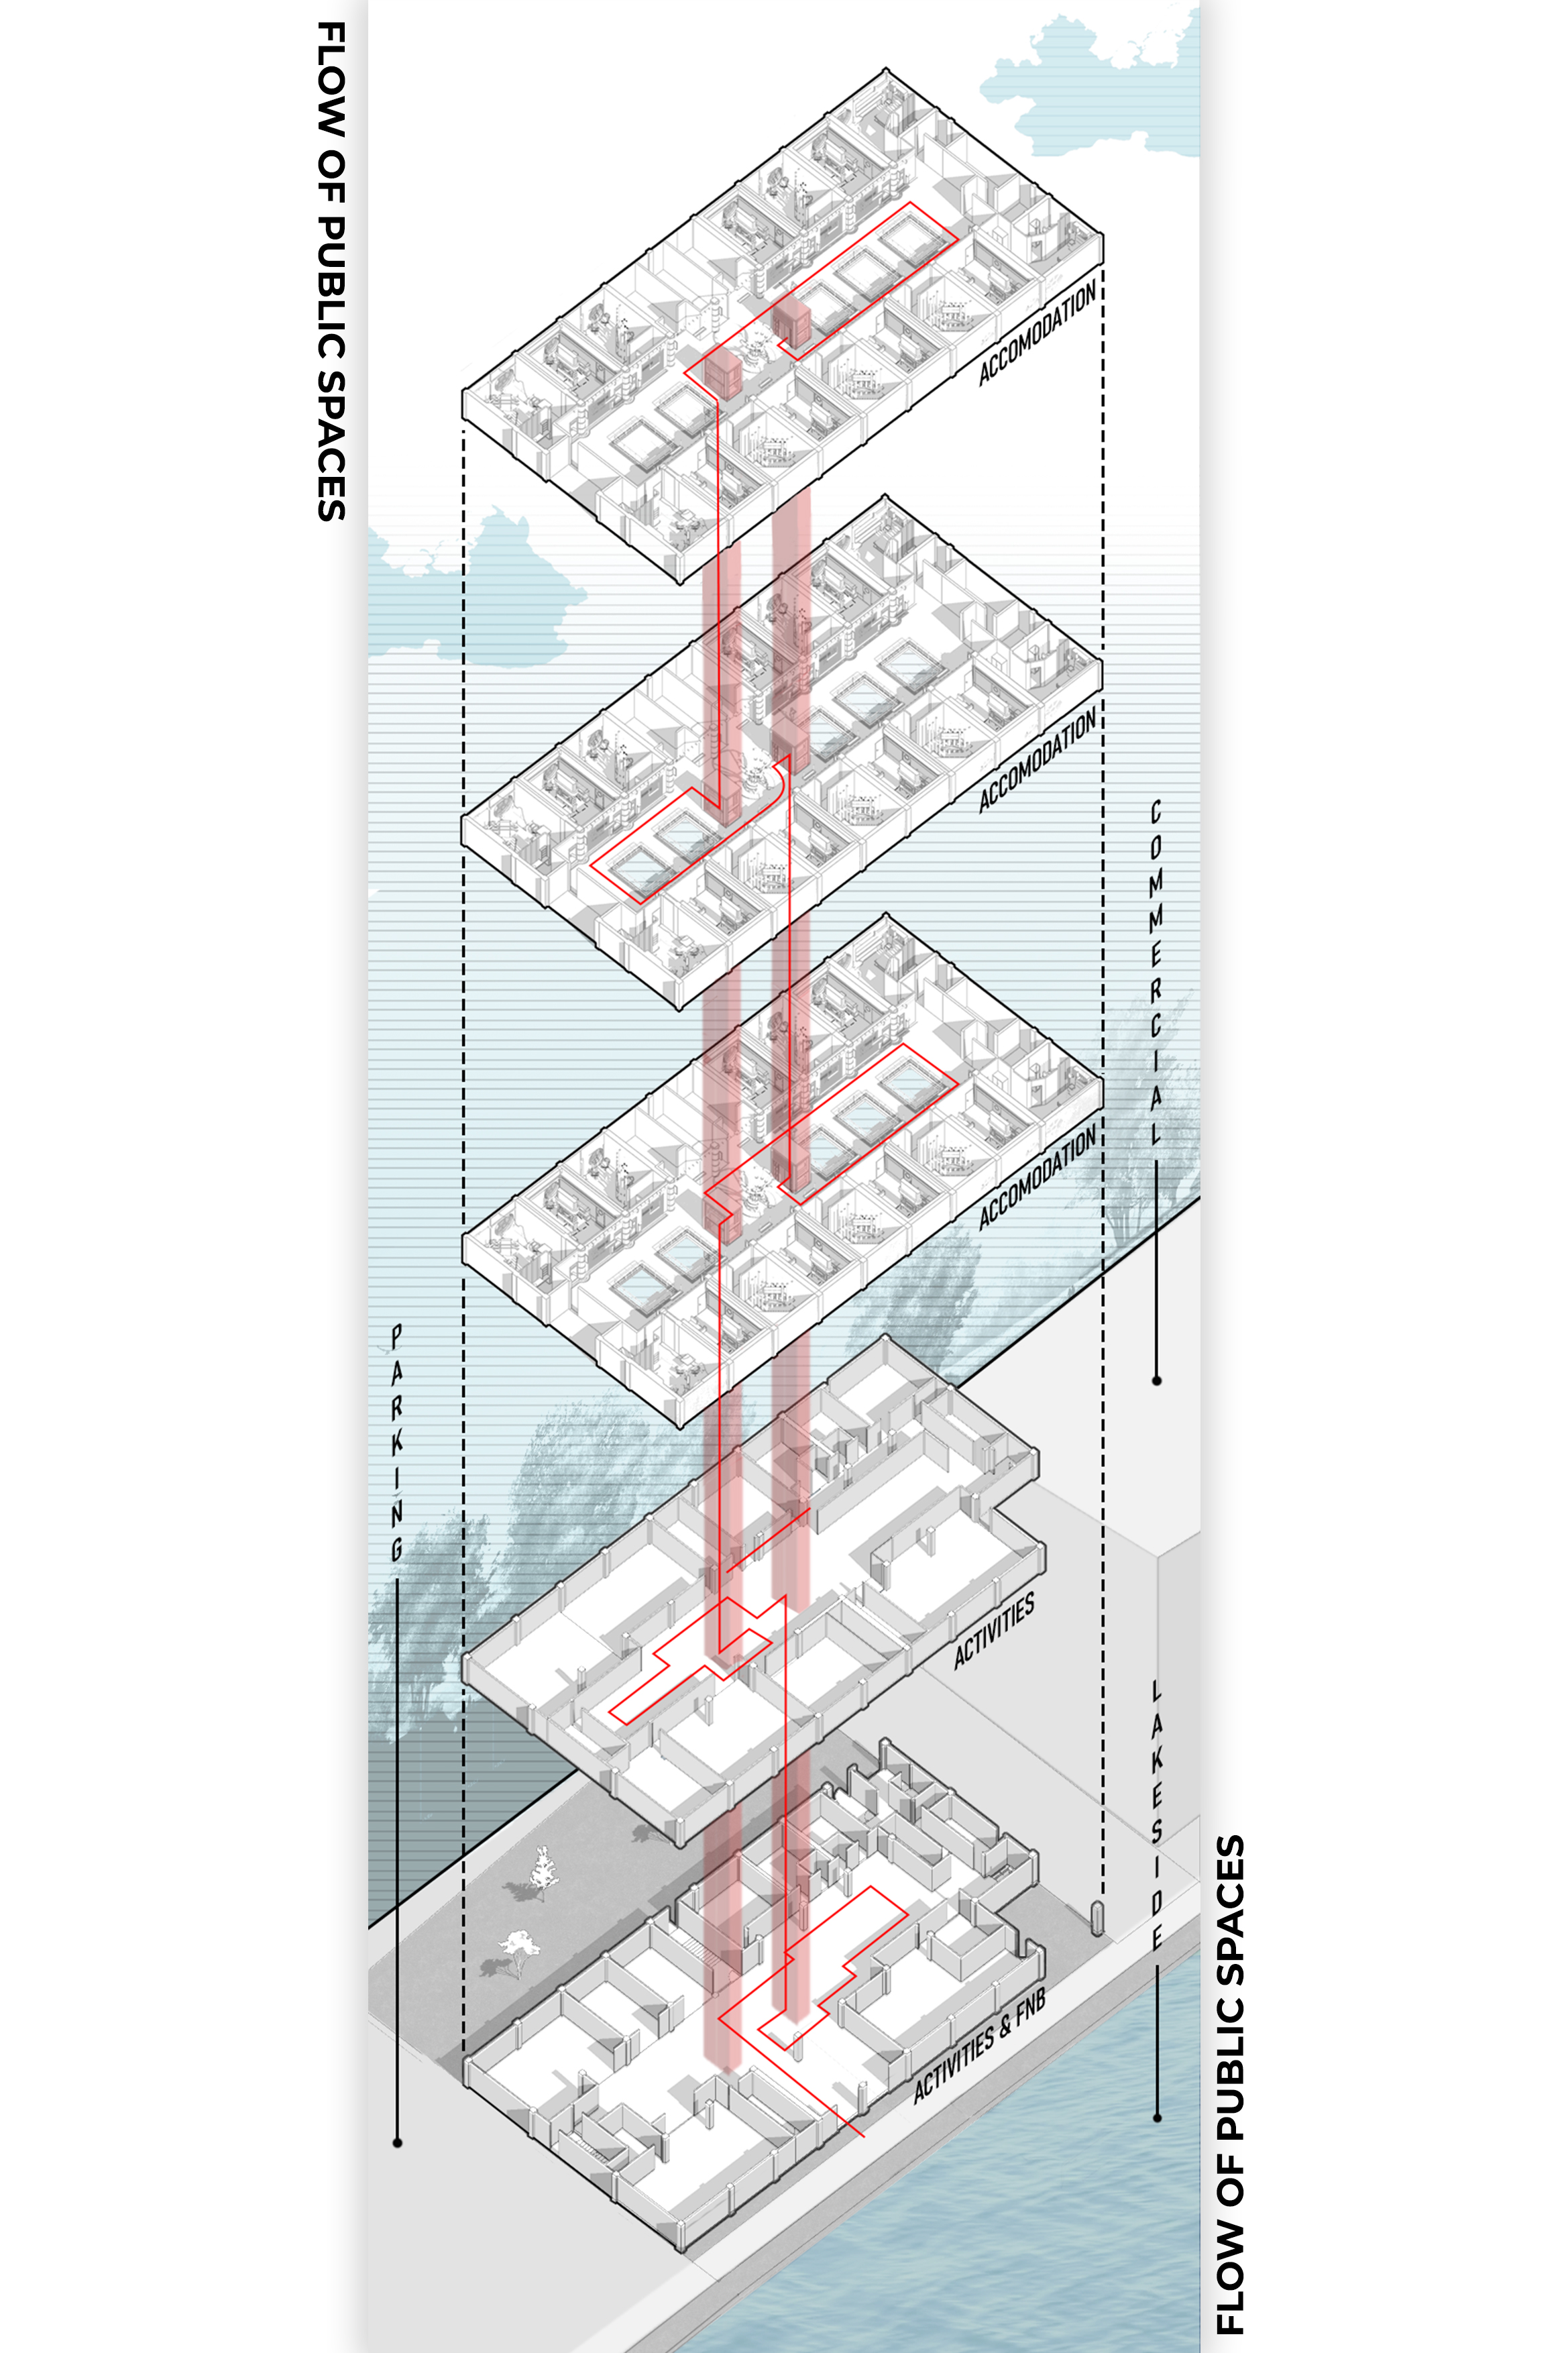 FLOW OF PUBLIC SPACES
ACCOMODATION
ACCOMODATION
COMMERCIAL
ACCOMODATION
PARKING
ACTIVITIES
LAKESIDE
ACTIVITIES & FNB
FLOW OF PUBLIC SPACES